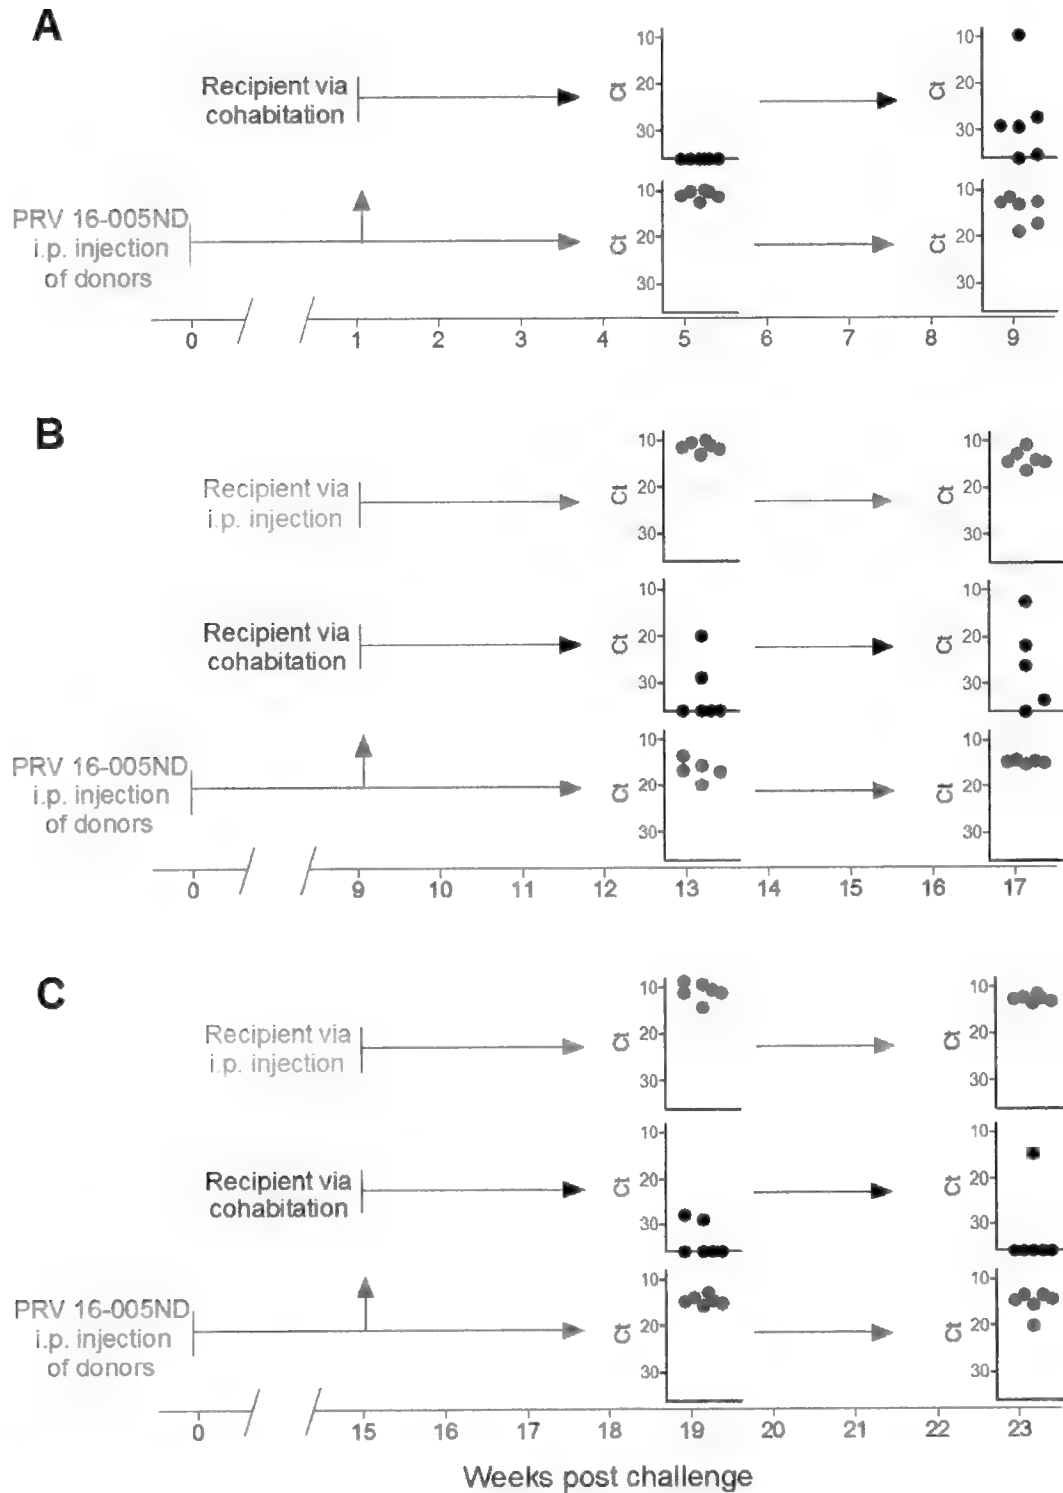 A
Recipient via
cohabitation
Ct
10
20
30
Ct
10
20
30
PRV 16-005ND
i.p. injection
of donors
Ct
10
20
30
Ct
10
20
30
0 1 2 3 4 5 6 7 8 9
B
Recipient via
i.p. injection
Ct
10
20
30
Ct
10
20
30
Recipient via
cohabitation
Ct
10
20
30
Ct
10
20
30
PRV 16-005ND
i.p. injection
of donors
Ct
10
20
30
Ct
10
20
30
0 9 10 11 12 13 14 15 16 17
C
Recipient via
i.p. injection
Ct
10
20
30
Ct
10
20
30
Recipient via
cohabitation
Ct
10
20
30
Ct
10
20
30
PRV 16-005ND
i.p. injection
of donors
Ct
10
20
30
Ct
10
20
30
0 15 16 17 18 19 20 21 22 23
Weeks post challenge